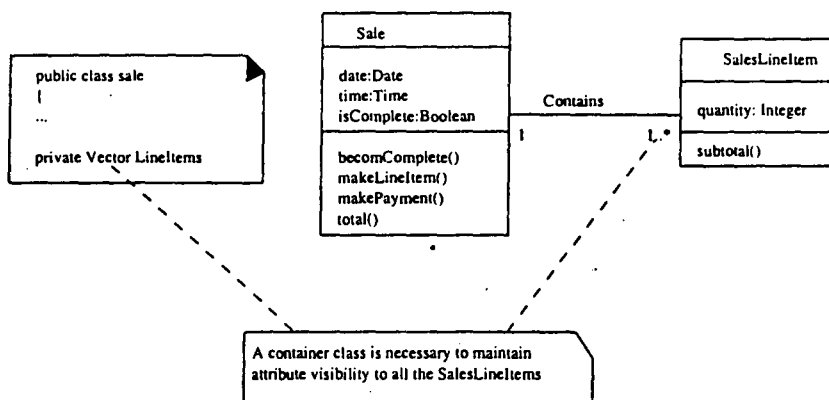 public class sale
{
...
private Vector LineItems
Sale
date:Date
time:Time
isComplete:Boolean
becomComplete()
makeLineItem()
makePayment()
total()
Contains
1
1..*
SalesLineItem
quantity: Integer
subtotal()
A container class is necessary to maintain
attribute visibility to all the SalesLineItems